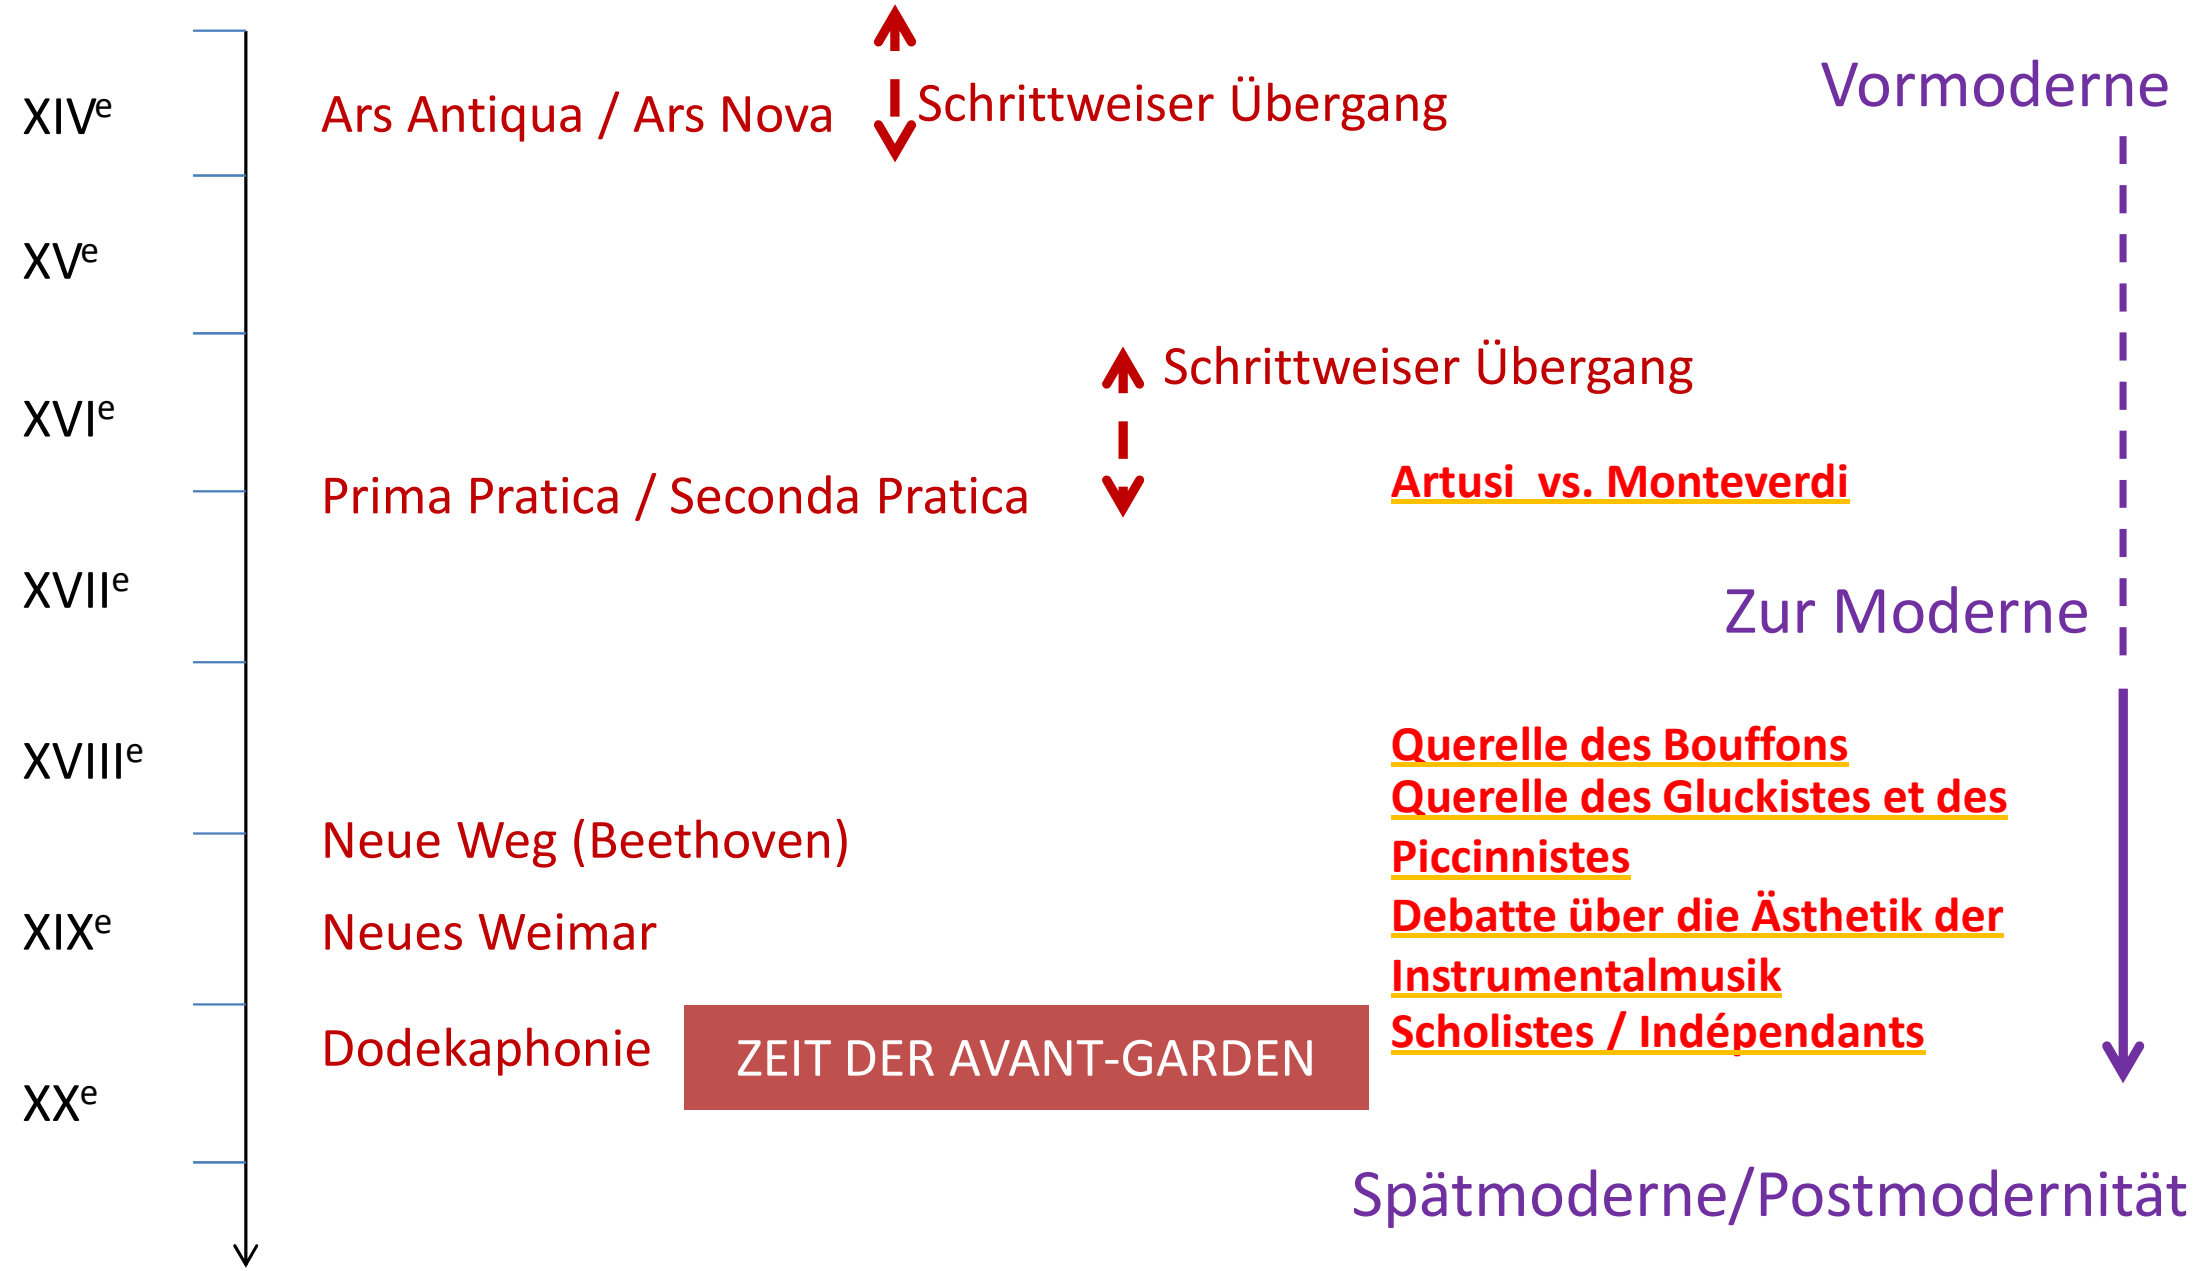 Vormoderne
XIVᵉ
Ars Antiqua / Ars Nova
Schrittweiser Übergang
XVᵉ
Schrittweiser Übergang
XVIᵉ
Prima Pratica / Seconda Pratica
Artusi  vs. Monteverdi
XVIIᵉ
Zur Moderne
XVIIIᵉ
Querelle des Bouffons
Querelle des Gluckistes et des
Piccinnistes
Neue Weg (Beethoven)
XIXᵉ
Neues Weimar
Debatte über die Ästhetik der
Instrumentalmusik
Dodekaphonie
ZEIT DER AVANT-GARDEN
Scholistes / Indépendants
XXᵉ
Spätmoderne/Postmodernität